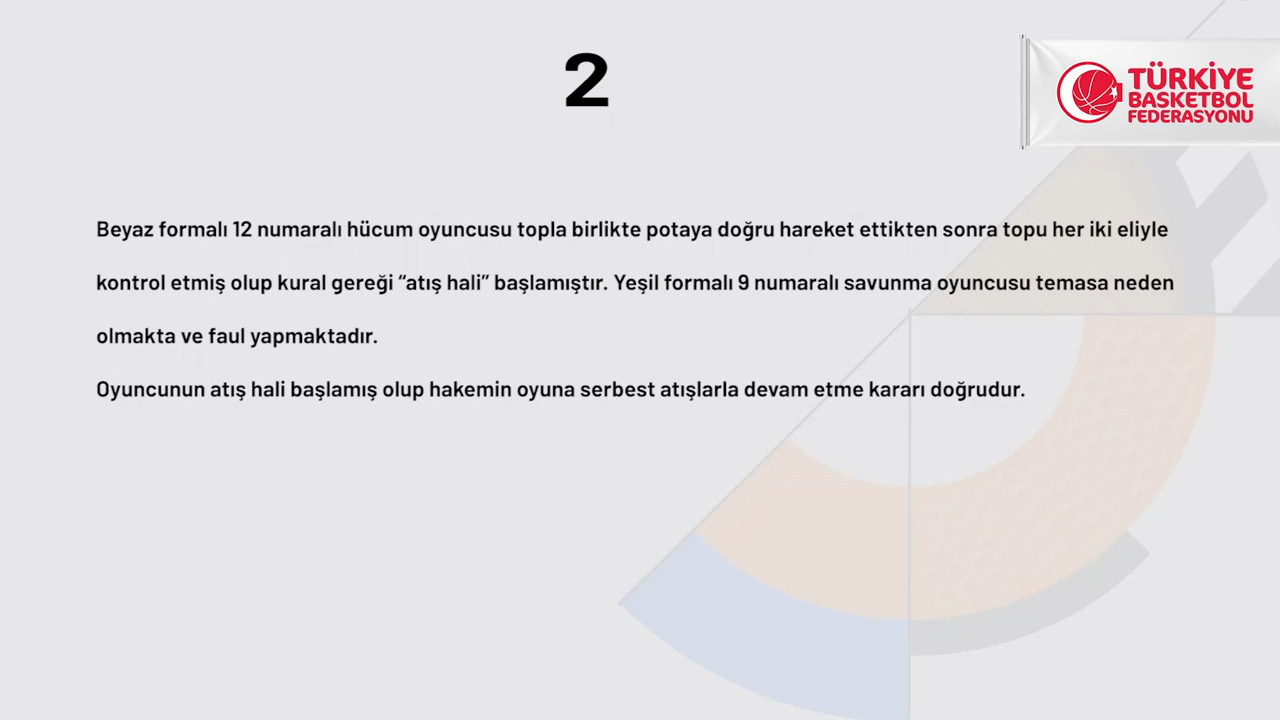 2
TÜRKİYE
BASKETBOL
FEDERASYONU
Beyaz formalı 12 numaralı hücum oyuncusu topla birlikte potaya doğru hareket ettikten sonra topu her iki eliyle
kontrol etmiş olup kural gereği “atış hali” başlamıştır. Yeşil formalı 9 numaralı savunma oyuncusu temasa neden
olmakta ve faul yapmaktadır.
Oyuncunun atış hali başlamış olup hakemin oyuna serbest atışlarla devam etme kararı doğrudur.